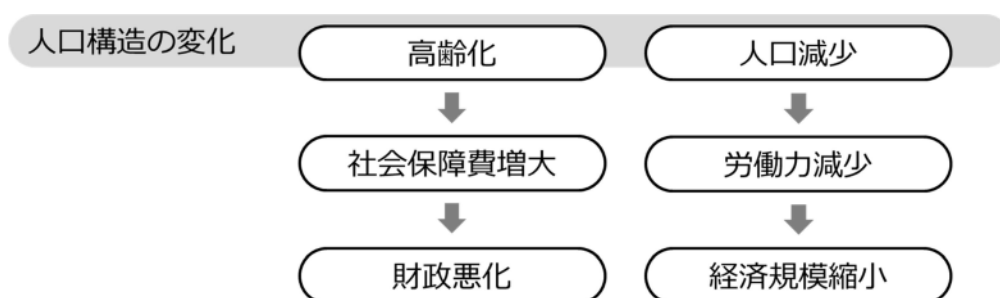 人口構造の変化
高齢化
人口減少
社会保障費増大
労働力減少
財政悪化
経済規模縮小